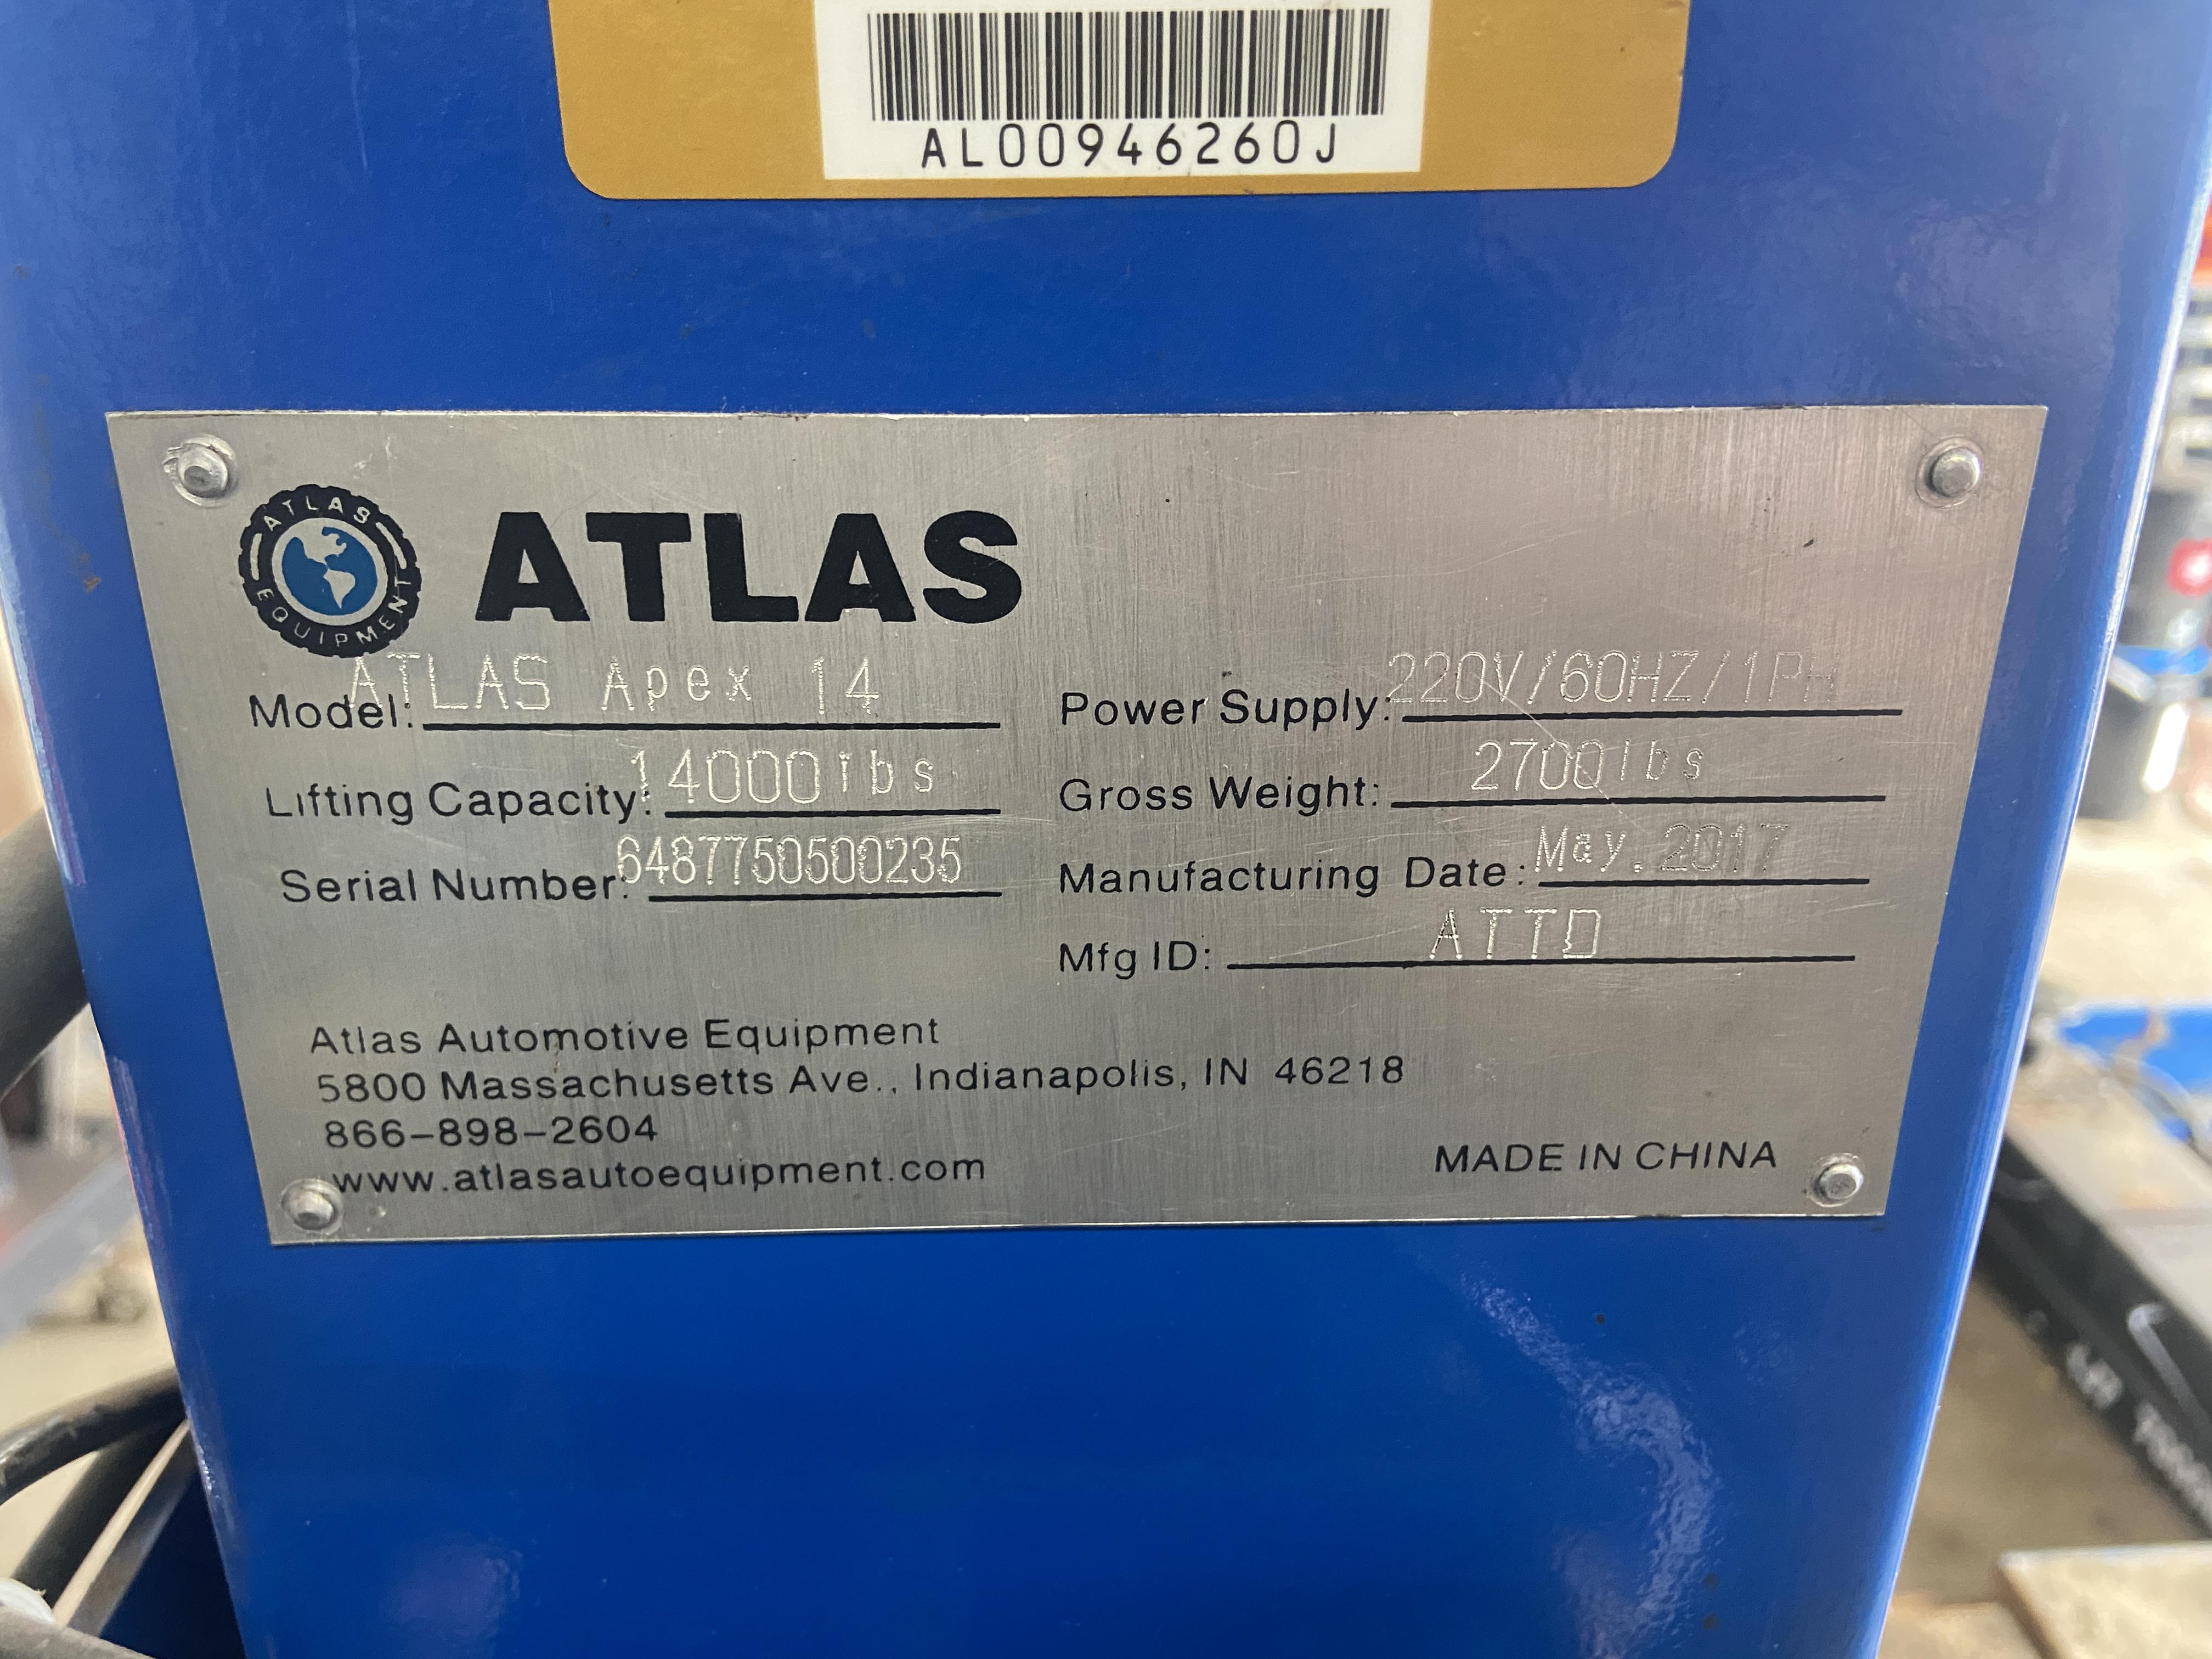 AL00946260J
ATLAS EQUIPMENT
ATLAS
Model: ATLAS Apex 14
Lifting Capacity: 14000lbs
Serial Number: 6487750500235
Power Supply: 220V/60HZ/1PH
Gross Weight: 2700lbs
Manufacturing Date: May.2017
Mfg ID: ATTD
Atlas Automotive Equipment
5800 Massachusetts Ave., Indianapolis, IN 46218
866-898-2604
www.atlasautoequipment.com
MADE IN CHINA